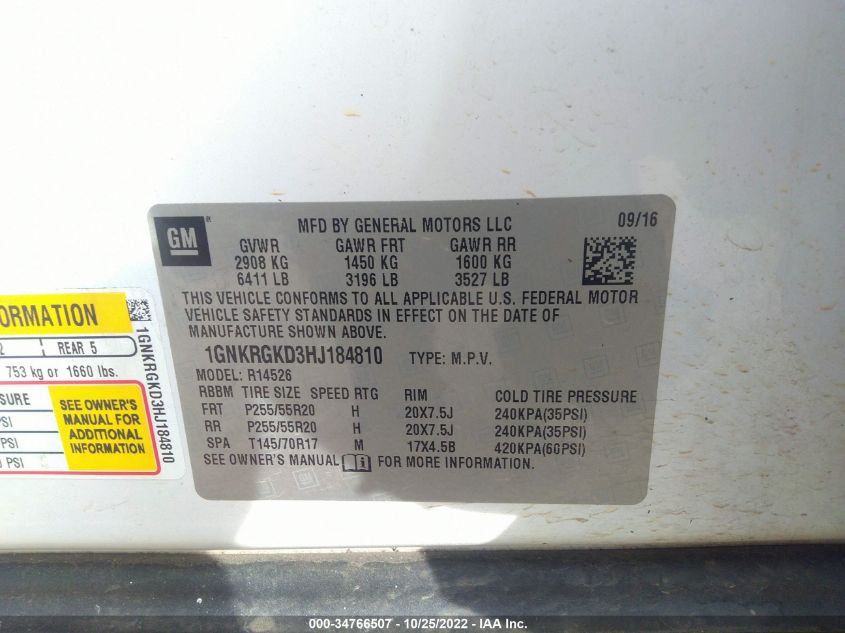 GM
MFD BY GENERAL MOTORS LLC 09/16
GVWR GAWR FRT GAWR RR
2908 KG 1450 KG 1600 KG
6411 LB 3196 LB 3527 LB
THIS VEHICLE CONFORMS TO ALL APPLICABLE U.S. FEDERAL MOTOR
VEHICLE SAFETY STANDARDS IN EFFECT ON THE DATE OF
MANUFACTURE SHOWN ABOVE.
1GNKRGKD3HJ184810 TYPE: M.P.V.
MODEL: R14526
RBBM TIRE SIZE SPEED RTG RIM COLD TIRE PRESSURE
FRT P255/55R20 H 20X7.5J 240KPA(35PSI)
RR P255/55R20 H 20X7.5J 240KPA(35PSI)
SPA T145/70R17 M 17X4.5B 420KPA(60PSI)
SEE OWNER'S MANUAL FOR MORE INFORMATION.
ORMATION
2 REAR 5
753 kg or 1660 lbs.
SURE
PSI
PSI
PSI
SEE OWNER'S
MANUAL FOR
ADDITIONAL
INFORMATION
1GNKRGKD3HJ184810
000-34766507 - 10/25/2022 - IAA Inc.